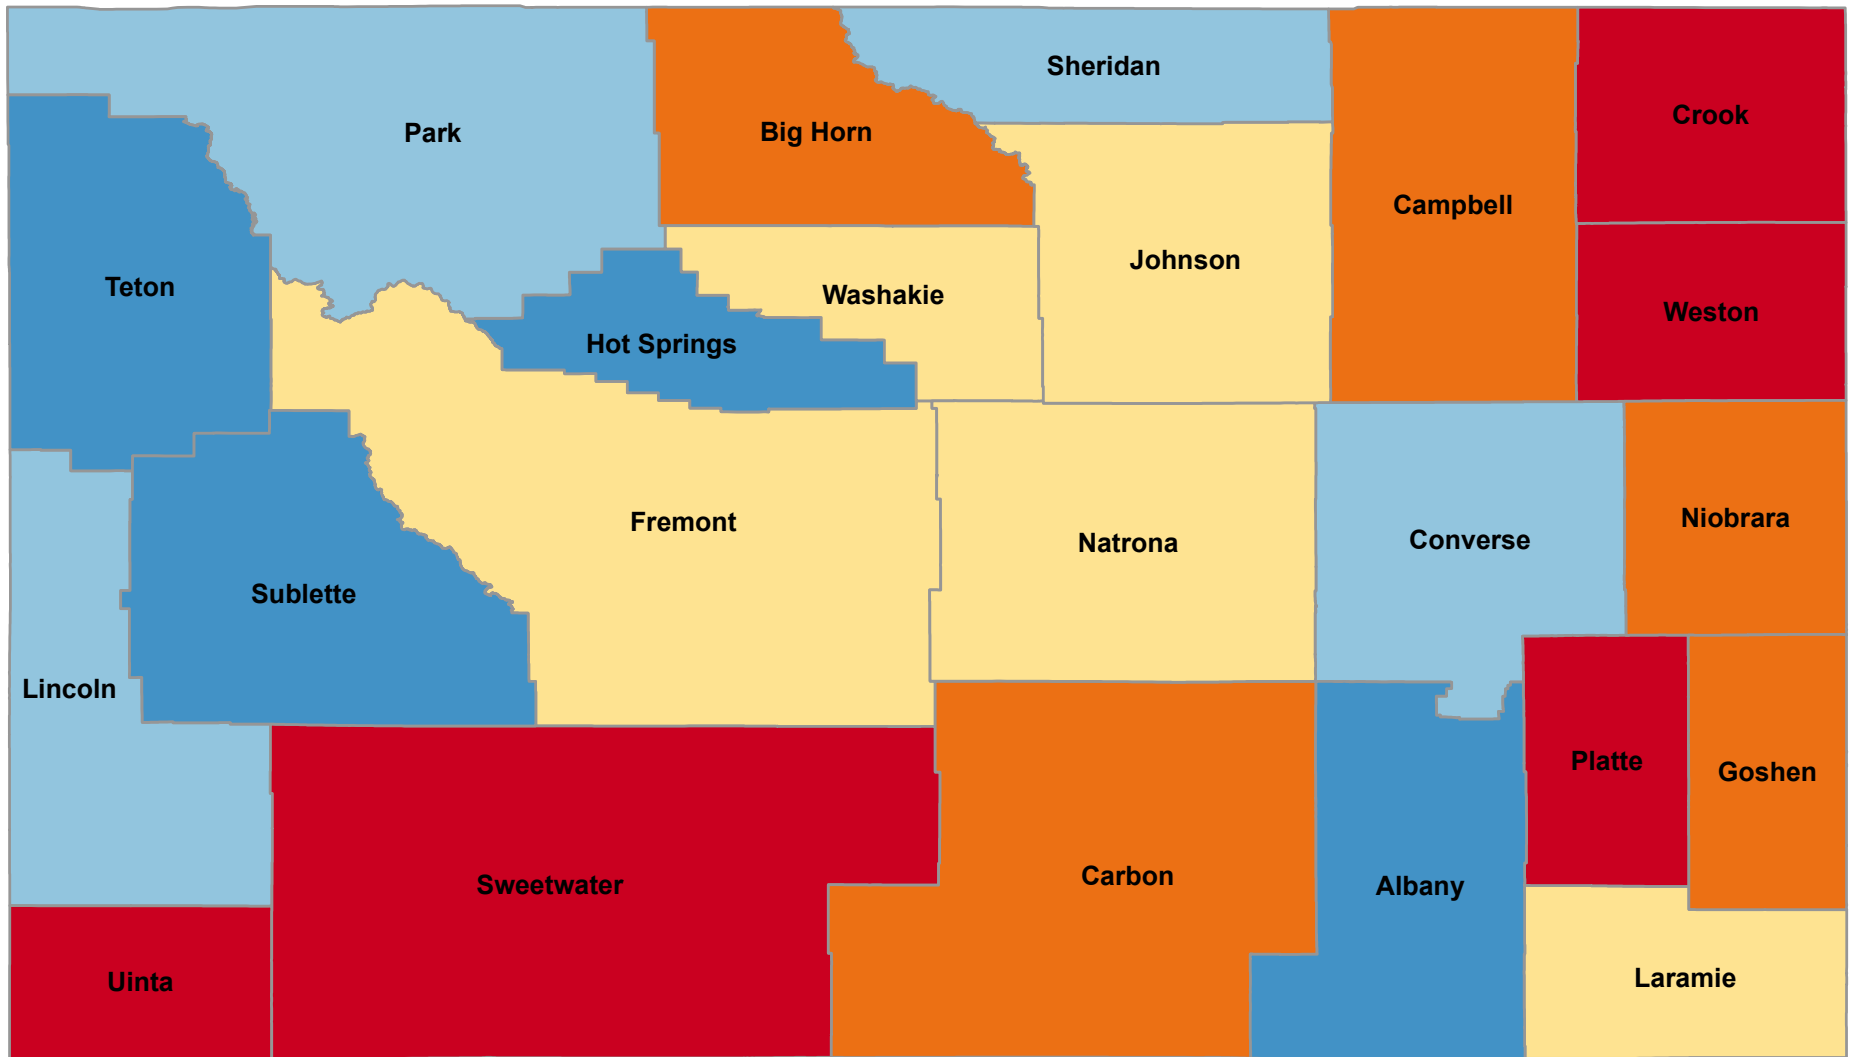 Sheridan
Crook
Park
Big Horn
Campbell
Johnson
Teton
Washakie
Weston
Hot Springs
Fremont
Niobrara
Natrona
Converse
Sublette
Lincoln
Platte
Goshen
Sweetwater
Carbon
Albany
Uinta
Laramie